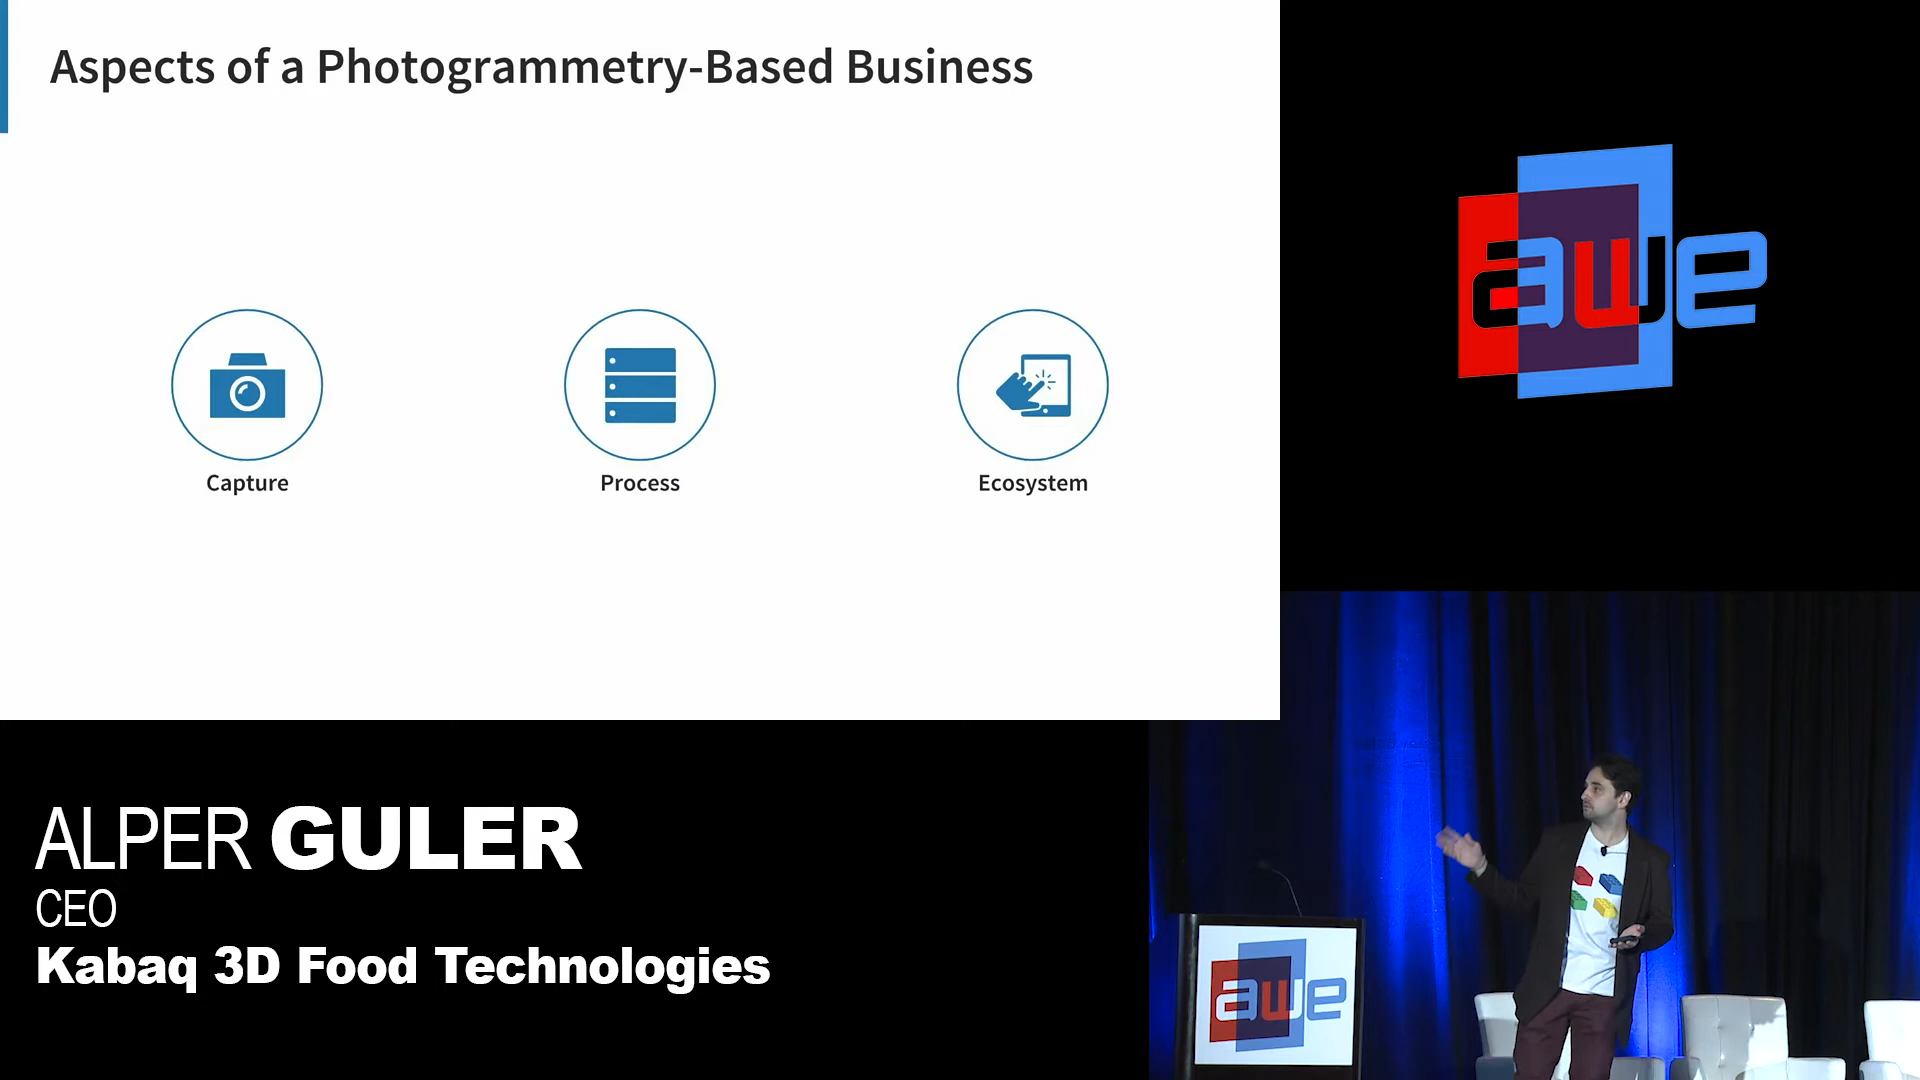 Aspects of a Photogrammetry-Based Business
Capture
Process
Ecosystem
awe
ALPER GULER
CEO
Kabaq 3D Food Technologies
awe